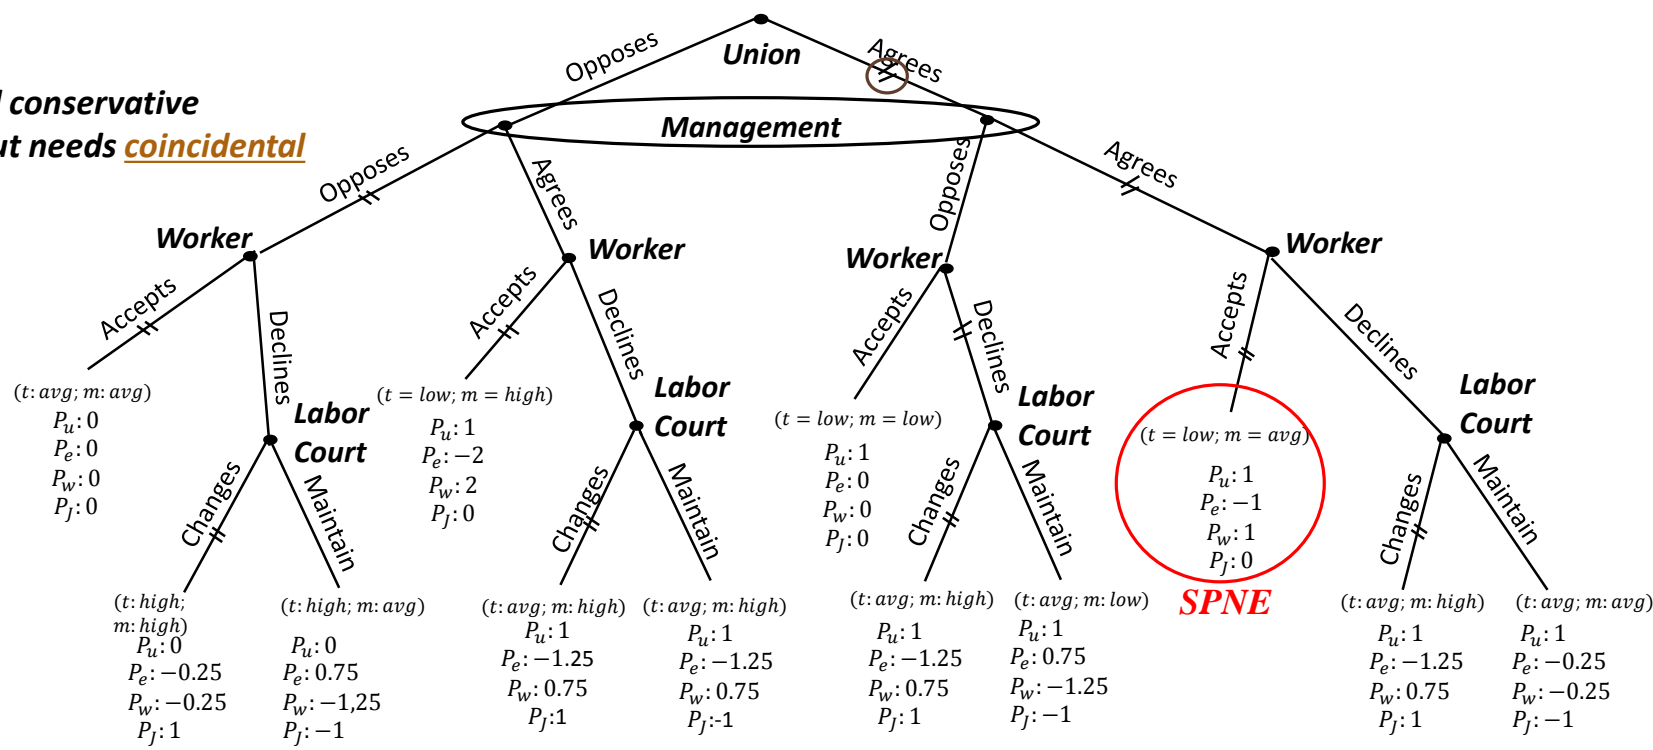 Opposes
Agrees
Union
l conservative
ut needs coincidental
Management
Opposes
Agrees
Opposes
Agrees
Worker
Worker
Worker
Worker
Accepts
Declines
Accepts
Declines
Accepts
Declines
Accepts
Declines
(t: avg; m: avg)
P_u: 0
P_e: 0
P_w: 0
P_J: 0
Labor
Court
(t = low; m = high)
P_u: 1
P_e: −2
P_w: 2
P_J: 0
Labor
Court
(t = low; m = low)
P_u: 1
P_e: 0
P_w: 0
P_J: 0
Labor
Court
(t = low; m = avg)
P_u: 1
P_e: −1
P_w: 1
P_J: 0
SPNE
Labor
Court
Changes
Maintain
Changes
Maintain
Changes
Maintain
Changes
Maintain
(t: high;
m: high)
P_u: 0
P_e: −0.25
P_w: −0.25
P_J: 1
(t: high; m: avg)
P_u: 0
P_e: 0.75
P_w: −1,25
P_J: −1
(t: avg; m: high)
P_u: 1
P_e: −1.25
P_w: 0.75
P_J:1
(t: avg; m: high)
P_u: 1
P_e: −1.25
P_w: 0.75
P_J:-1
(t: avg; m: high)
P_u: 1
P_e: −1.25
P_w: 0.75
P_J: 1
(t: avg; m: low)
P_u: 1
P_e: 0.75
P_w: −1.25
P_J: −1
(t: avg; m: high)
P_u: 1
P_e: −1.25
P_w: 0.75
P_J: 1
(t: avg; m: avg)
P_u: 1
P_e: −0.25
P_w: −0.25
P_J: −1